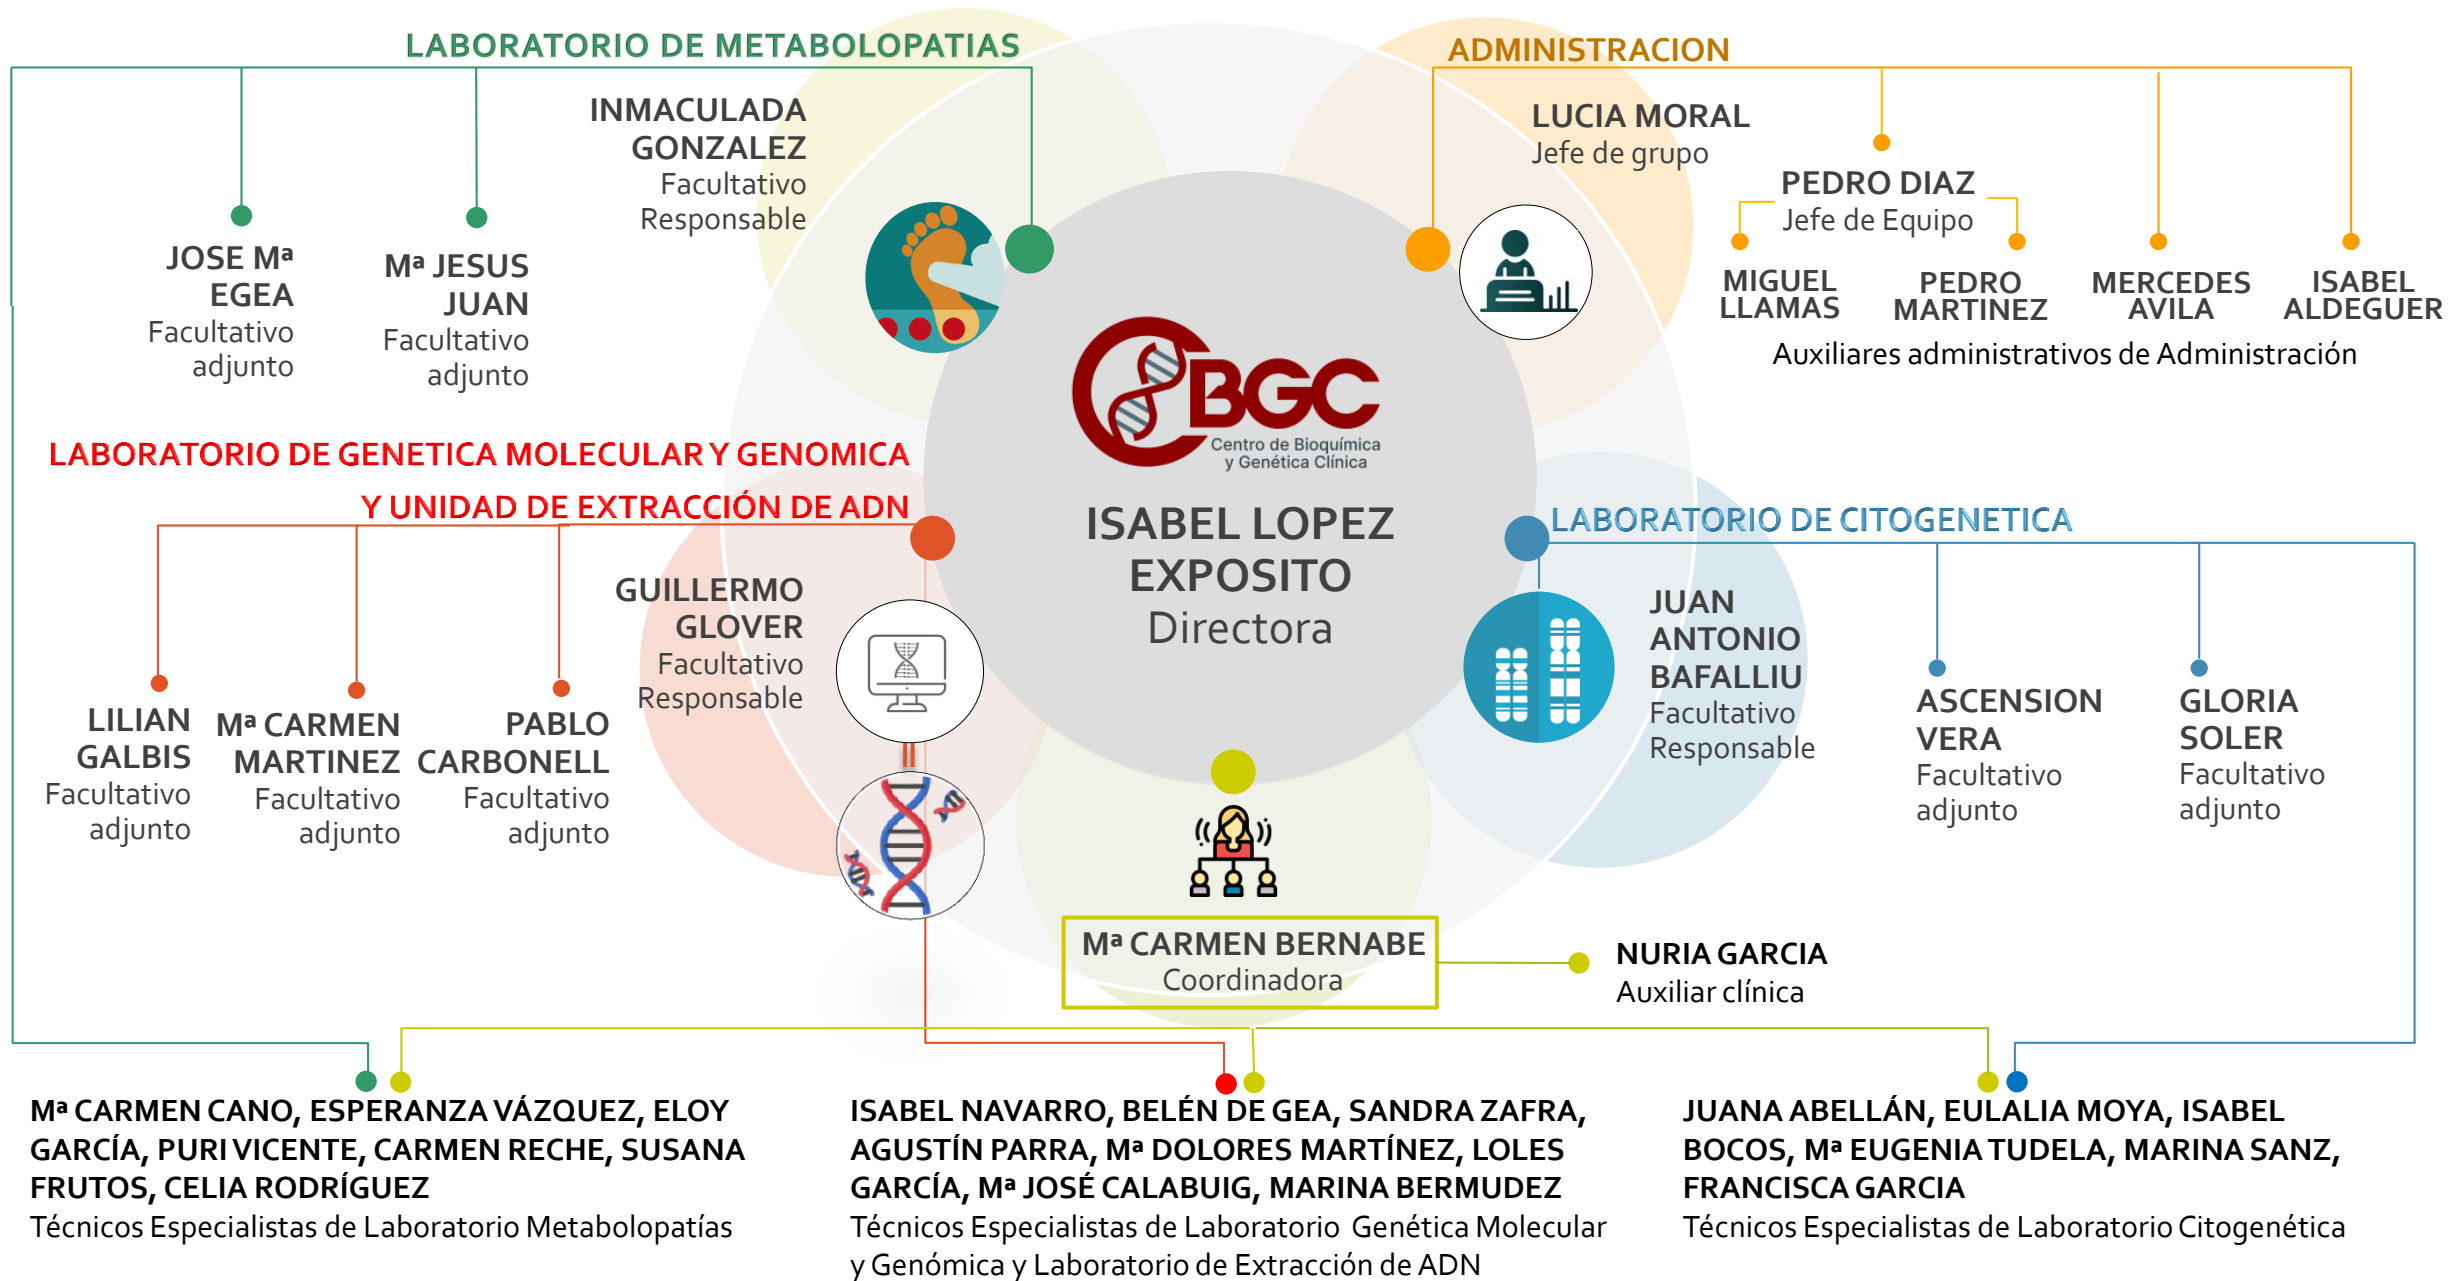 LABORATORIO DE METABOLOPATIAS
INMACULADA
GONZALEZ
Facultativo
Responsable
JOSE Mª
EGEA
Facultativo
adjunto
Mª JESUS
JUAN
Facultativo
adjunto
ADMINISTRACION
LUCIA MORAL
Jefe de grupo
PEDRO DIAZ
Jefe de Equipo
MIGUEL
LLAMAS
PEDRO
MARTINEZ
MERCEDES
AVILA
ISABEL
ALDEGUER
Auxiliares administrativos de Administración
CBGC
Centro de Bioquímica
y Genética Clínica
ISABEL LOPEZ
EXPOSITO
Directora
LABORATORIO DE GENETICA MOLECULAR Y GENOMICA
Y UNIDAD DE EXTRACCIÓN DE ADN
GUILLERMO
GLOVER
Facultativo
Responsable
LILIAN
GALBIS
Facultativo
adjunto
Mª CARMEN
MARTINEZ
Facultativo
adjunto
PABLO
CARBONELL
Facultativo
adjunto
LABORATORIO DE CITOGENETICA
JUAN
ANTONIO
BAFALLIU
Facultativo
Responsable
ASCENSION
VERA
Facultativo
adjunto
GLORIA
SOLER
Facultativo
adjunto
Mª CARMEN BERNABE
Coordinadora
NURIA GARCIA
Auxiliar clínica
Mª CARMEN CANO, ESPERANZA VÁZQUEZ, ELOY
GARCÍA, PURI VICENTE, CARMEN RECHE, SUSANA
FRUTOS, CELIA RODRÍGUEZ
Técnicos Especialistas de Laboratorio Metabolopatías
ISABEL NAVARRO, BELÉN DE GEA, SANDRA ZAFRA,
AGUSTÍN PARRA, Mª DOLORES MARTÍNEZ, LOLES
GARCÍA, Mª JOSÉ CALABUIG, MARINA BERMUDEZ
Técnicos Especialistas de Laboratorio Genética Molecular
y Genómica y Laboratorio de Extracción de ADN
JUANA ABELLÁN, EULALIA MOYA, ISABEL
BOCOS, Mª EUGENIA TUDELA, MARINA SANZ,
FRANCISCA GARCIA
Técnicos Especialistas de Laboratorio Citogenética